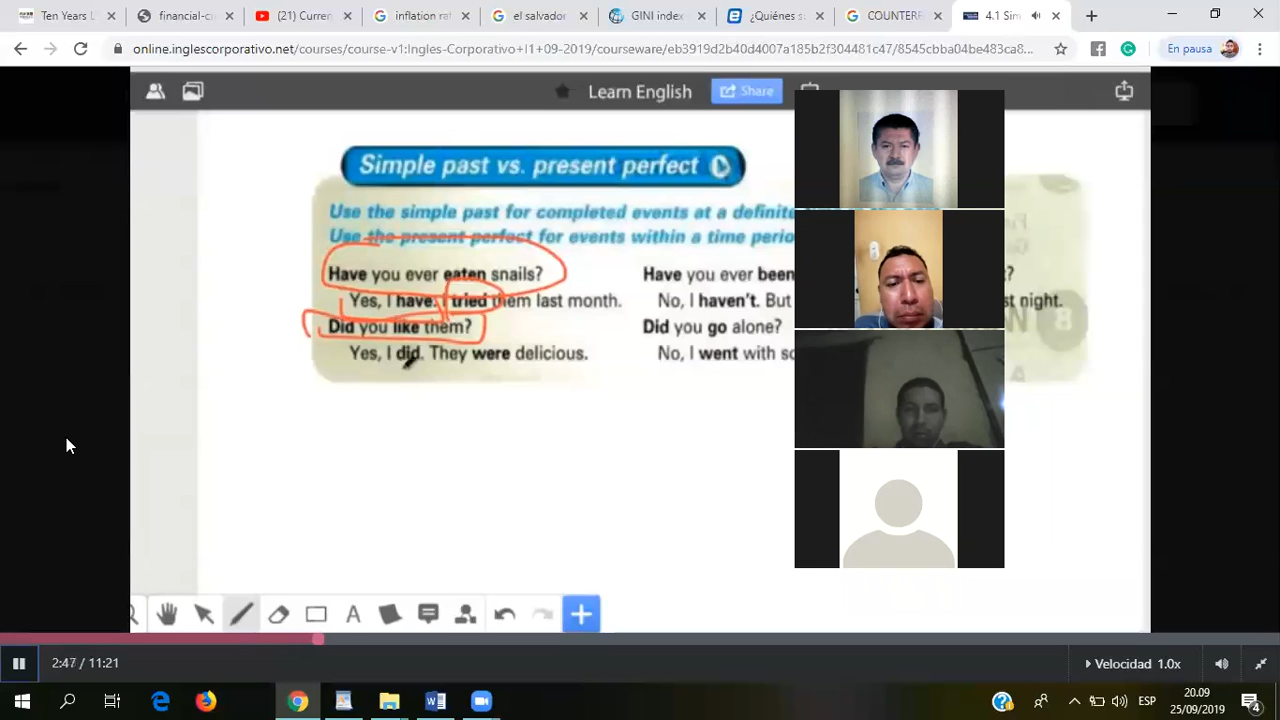 Ten Years L
financial-c
(21) Curren
inflation ra
el salvador
GINI index
¿Quiénes s
COUNTERF
4.1 Sim
online.inglescorporativo.net/courses/course-v1:Ingles-Corporativo+I1+09-2019/courseware/eb3919d2b40d4007a185b2f304481c47/8545cbba04be483ca8...
En pausa
Learn English
Share
Simple past vs. present perfect
Use the simple past for completed events at a definite
Use the present perfect for events within a time perio
Have you ever eaten snails?
Yes, I have. tried them last month.
Did you like them?
Yes, I did. They were delicious.
Have you ever been
?
No, I haven't. But
st night.
Did you go alone?
No, I went with so
2:47 / 11:21
Velocidad 1.0x
ESP
20.09
25/09/2019
4